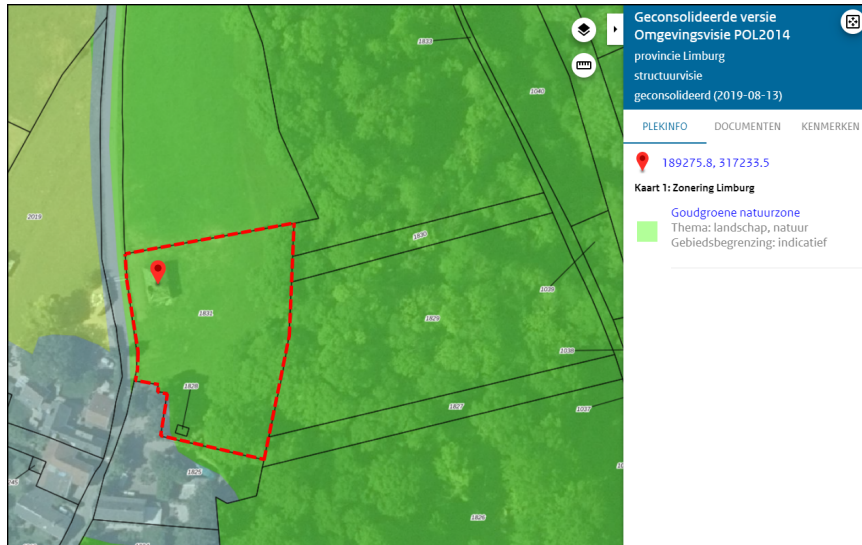 1833
1040
2019
1830
1831
1829
1039
1038
1828
1827
1037
1825
1826
Geconsolideerde versie
Omgevingsvisie POL2014
provincie Limburg
structuurvisie
geconsolideerd (2019-08-13)
PLEKINFO DOCUMENTEN KENMERKEN
189275.8, 317233.5
Kaart 1: Zonering Limburg
Goudgroene natuurzone
Thema: landschap, natuur
Gebiedsbegrenzing: indicatief